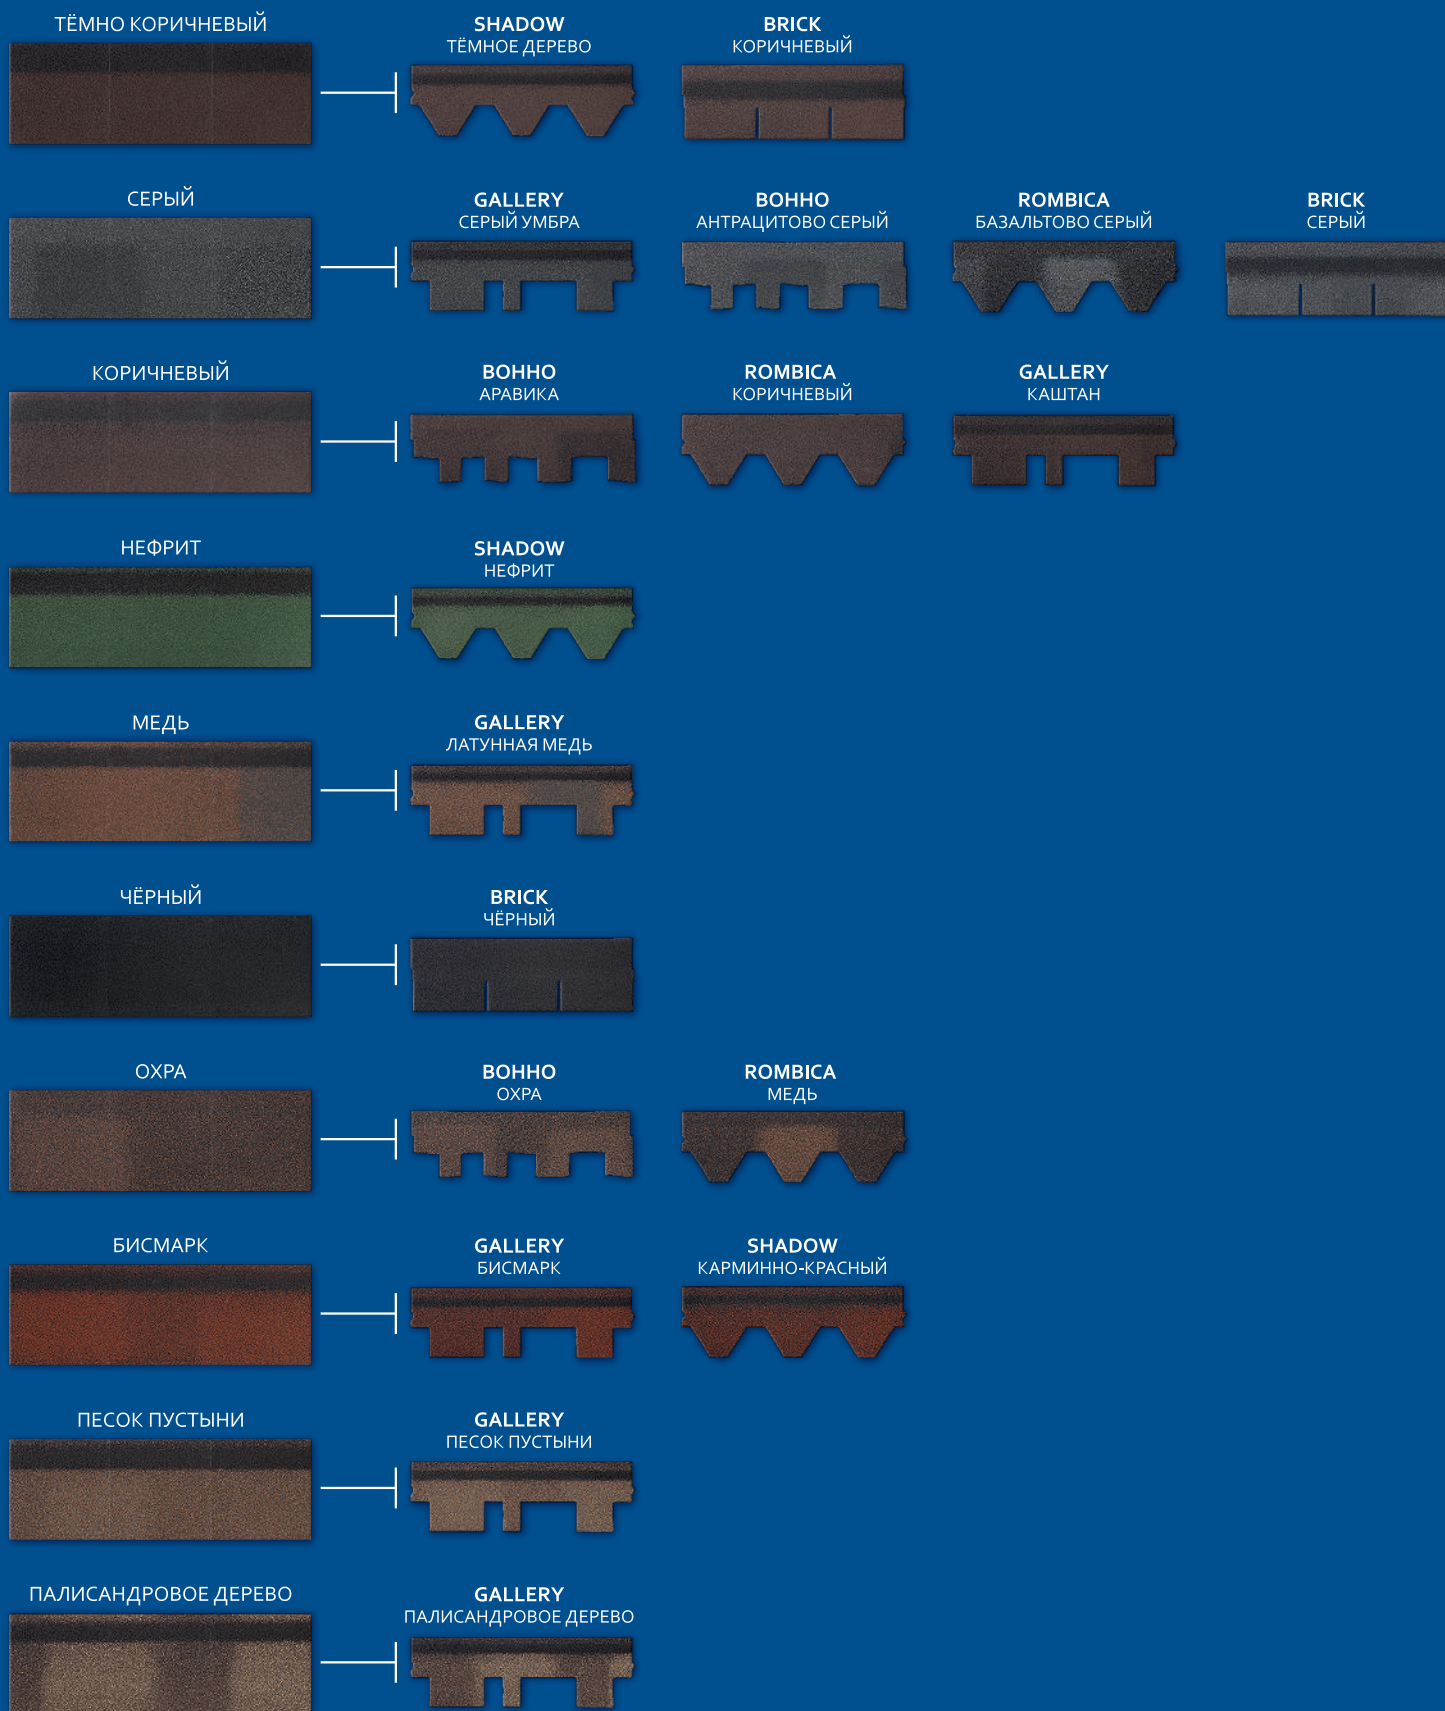 ТЁМНО КОРИЧНЕВЫЙ
SHADOW
ТЁМНОЕ ДЕРЕВО
BRICK
КОРИЧНЕВЫЙ
СЕРЫЙ
GALLERY
СЕРЫЙ УМБРА
BOHHO
АНТРАЦИТОВО СЕРЫЙ
ROMBICA
БАЗАЛЬТОВО СЕРЫЙ
BRICK
СЕРЫЙ
КОРИЧНЕВЫЙ
BOHHO
АРАВИКА
ROMBICA
КОРИЧНЕВЫЙ
GALLERY
КАШТАН
НЕФРИТ
SHADOW
НЕФРИТ
МЕДЬ
GALLERY
ЛАТУННАЯ МЕДЬ
ЧЁРНЫЙ
BRICK
ЧЁРНЫЙ
ОХРА
BOHHO
ОХРА
ROMBICA
МЕДЬ
БИСМАРК
GALLERY
БИСМАРК
SHADOW
КАРМИННО-КРАСНЫЙ
ПЕСОК ПУСТЫНИ
GALLERY
ПЕСОК ПУСТЫНИ
ПАЛИСАНДРОВОЕ ДЕРЕВО
GALLERY
ПАЛИСАНДРОВОЕ ДЕРЕВО